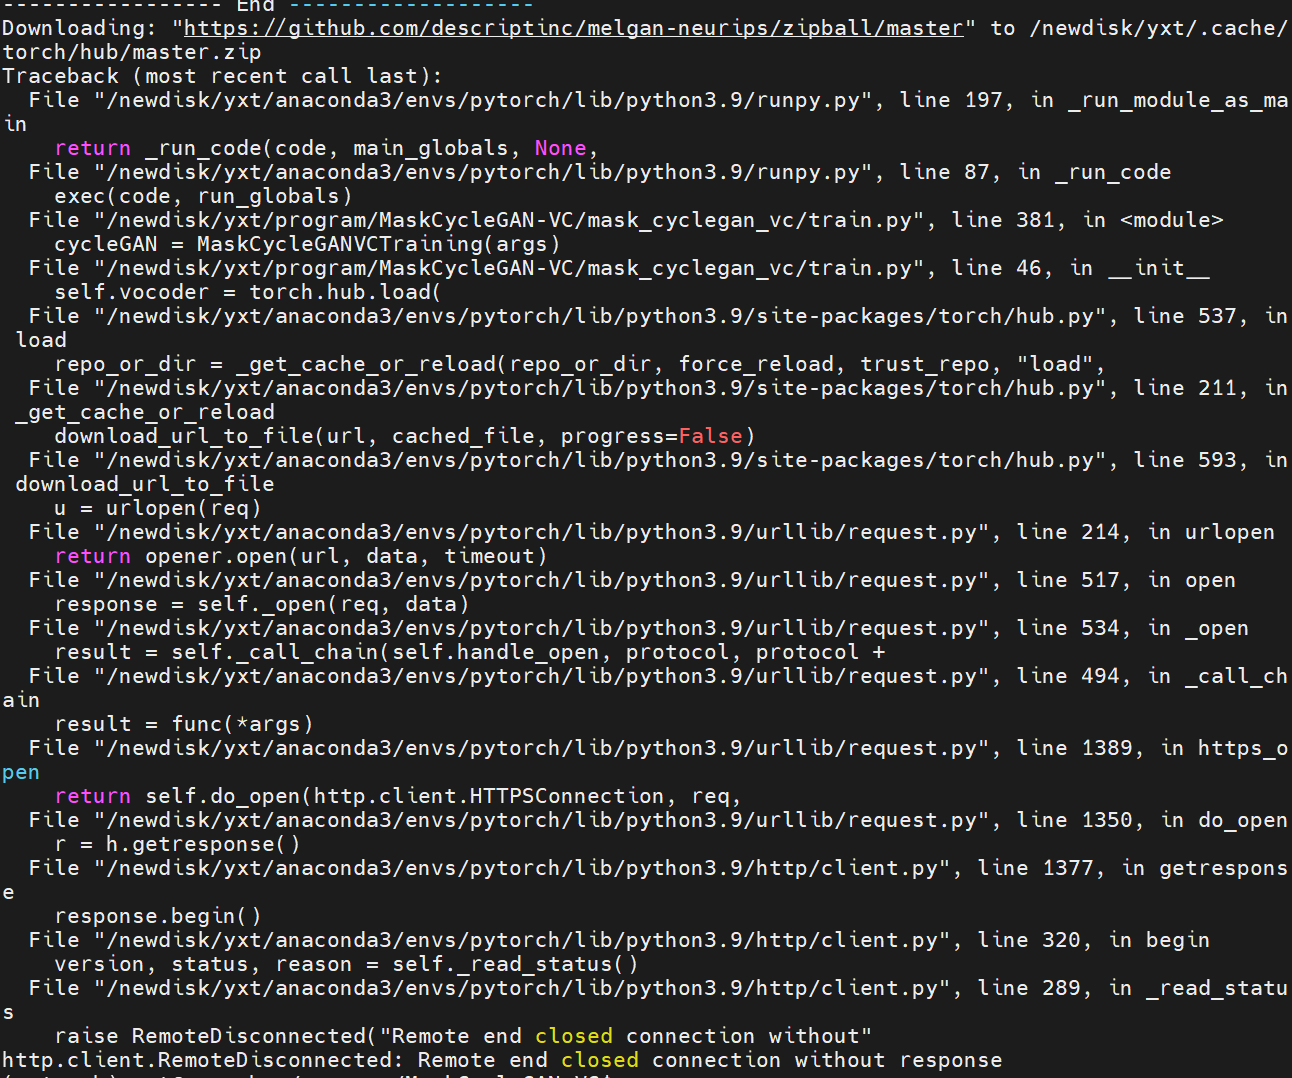 ----------------- End -------------------
Downloading: "https://github.com/descriptinc/melgan-neurips/zipball/master" to /newdisk/yxt/.cache/
torch/hub/master.zip
Traceback (most recent call last):
  File "/newdisk/yxt/anaconda3/envs/pytorch/lib/python3.9/runpy.py", line 197, in _run_module_as_ma
in
    return _run_code(code, main_globals, None,
  File "/newdisk/yxt/anaconda3/envs/pytorch/lib/python3.9/runpy.py", line 87, in _run_code
    exec(code, run_globals)
  File "/newdisk/yxt/program/MaskCycleGAN-VC/mask_cyclegan_vc/train.py", line 381, in <module>
    cycleGAN = MaskCycleGANVCTraining(args)
  File "/newdisk/yxt/program/MaskCycleGAN-VC/mask_cyclegan_vc/train.py", line 46, in __init__
    self.vocoder = torch.hub.load(
  File "/newdisk/yxt/anaconda3/envs/pytorch/lib/python3.9/site-packages/torch/hub.py", line 537, in
 load
    repo_or_dir = _get_cache_or_reload(repo_or_dir, force_reload, trust_repo, "load",
  File "/newdisk/yxt/anaconda3/envs/pytorch/lib/python3.9/site-packages/torch/hub.py", line 211, in
 _get_cache_or_reload
    download_url_to_file(url, cached_file, progress=False)
  File "/newdisk/yxt/anaconda3/envs/pytorch/lib/python3.9/site-packages/torch/hub.py", line 593, in
 download_url_to_file
    u = urlopen(req)
  File "/newdisk/yxt/anaconda3/envs/pytorch/lib/python3.9/urllib/request.py", line 214, in urlopen
    return opener.open(url, data, timeout)
  File "/newdisk/yxt/anaconda3/envs/pytorch/lib/python3.9/urllib/request.py", line 517, in open
    response = self._open(req, data)
  File "/newdisk/yxt/anaconda3/envs/pytorch/lib/python3.9/urllib/request.py", line 534, in _open
    result = self._call_chain(self.handle_open, protocol, protocol +
  File "/newdisk/yxt/anaconda3/envs/pytorch/lib/python3.9/urllib/request.py", line 494, in _call_ch
ain
    result = func(*args)
  File "/newdisk/yxt/anaconda3/envs/pytorch/lib/python3.9/urllib/request.py", line 1389, in https_o
pen
    return self.do_open(http.client.HTTPSConnection, req,
  File "/newdisk/yxt/anaconda3/envs/pytorch/lib/python3.9/urllib/request.py", line 1350, in do_open
    r = h.getresponse()
  File "/newdisk/yxt/anaconda3/envs/pytorch/lib/python3.9/http/client.py", line 1377, in getrespons
e
    response.begin()
  File "/newdisk/yxt/anaconda3/envs/pytorch/lib/python3.9/http/client.py", line 320, in begin
    version, status, reason = self._read_status()
  File "/newdisk/yxt/anaconda3/envs/pytorch/lib/python3.9/http/client.py", line 289, in _read_statu
s
    raise RemoteDisconnected("Remote end closed connection without"
http.client.RemoteDisconnected: Remote end closed connection without response